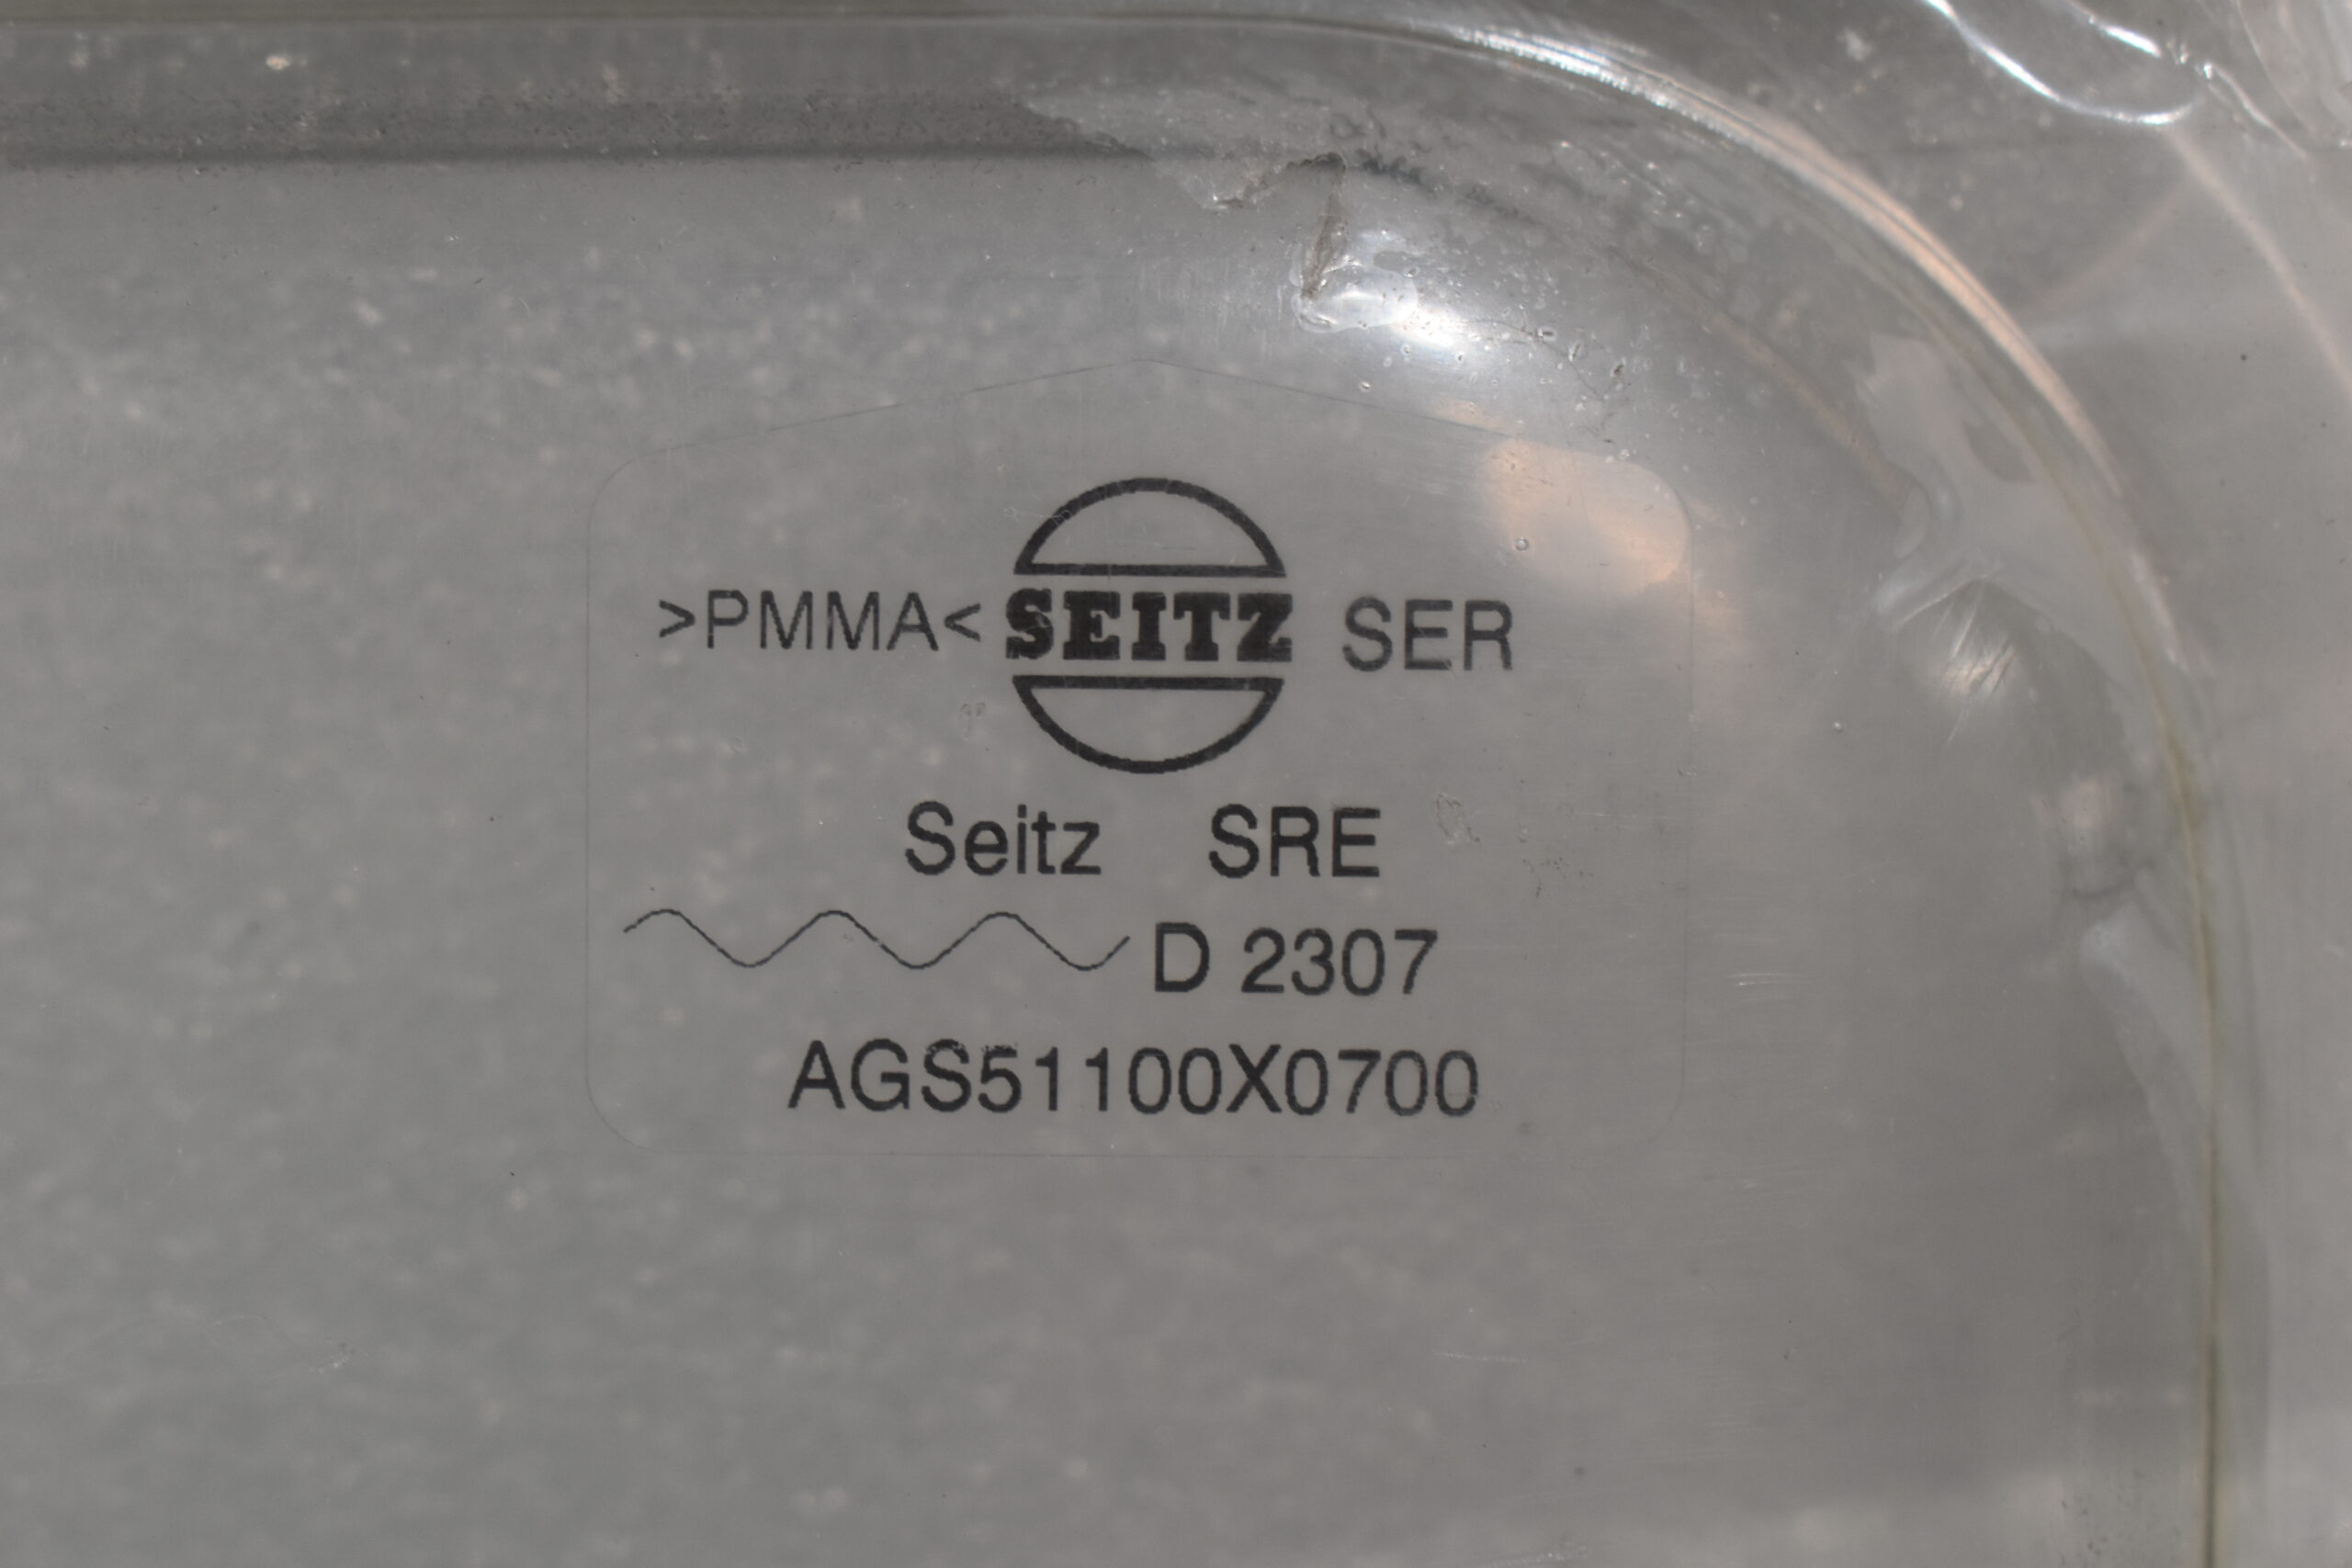 >PMMA< SEITZ SER
Seitz SRE
D 2307
AGS51100X0700